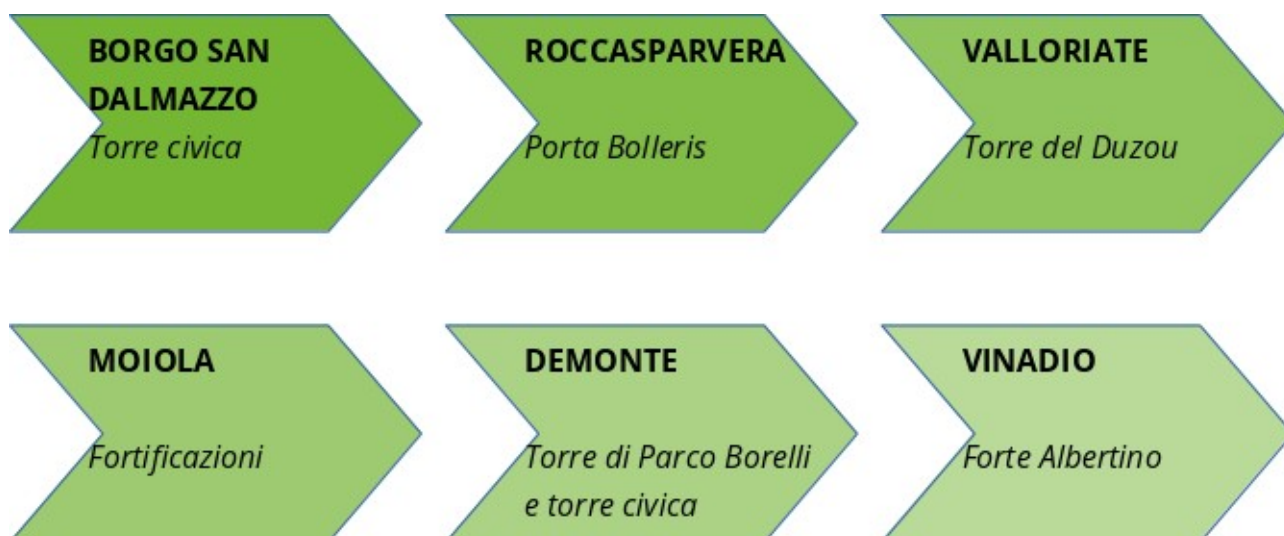 BORGO SAN
DALMAZZO
Torre civica
ROCCASPARVERA
Porta Bolleris
VALLORIATE
Torre del Duzou
MOIOLA
Fortificazioni
DEMONTE
Torre di Parco Borelli
e torre civica
VINADIO
Forte Albertino